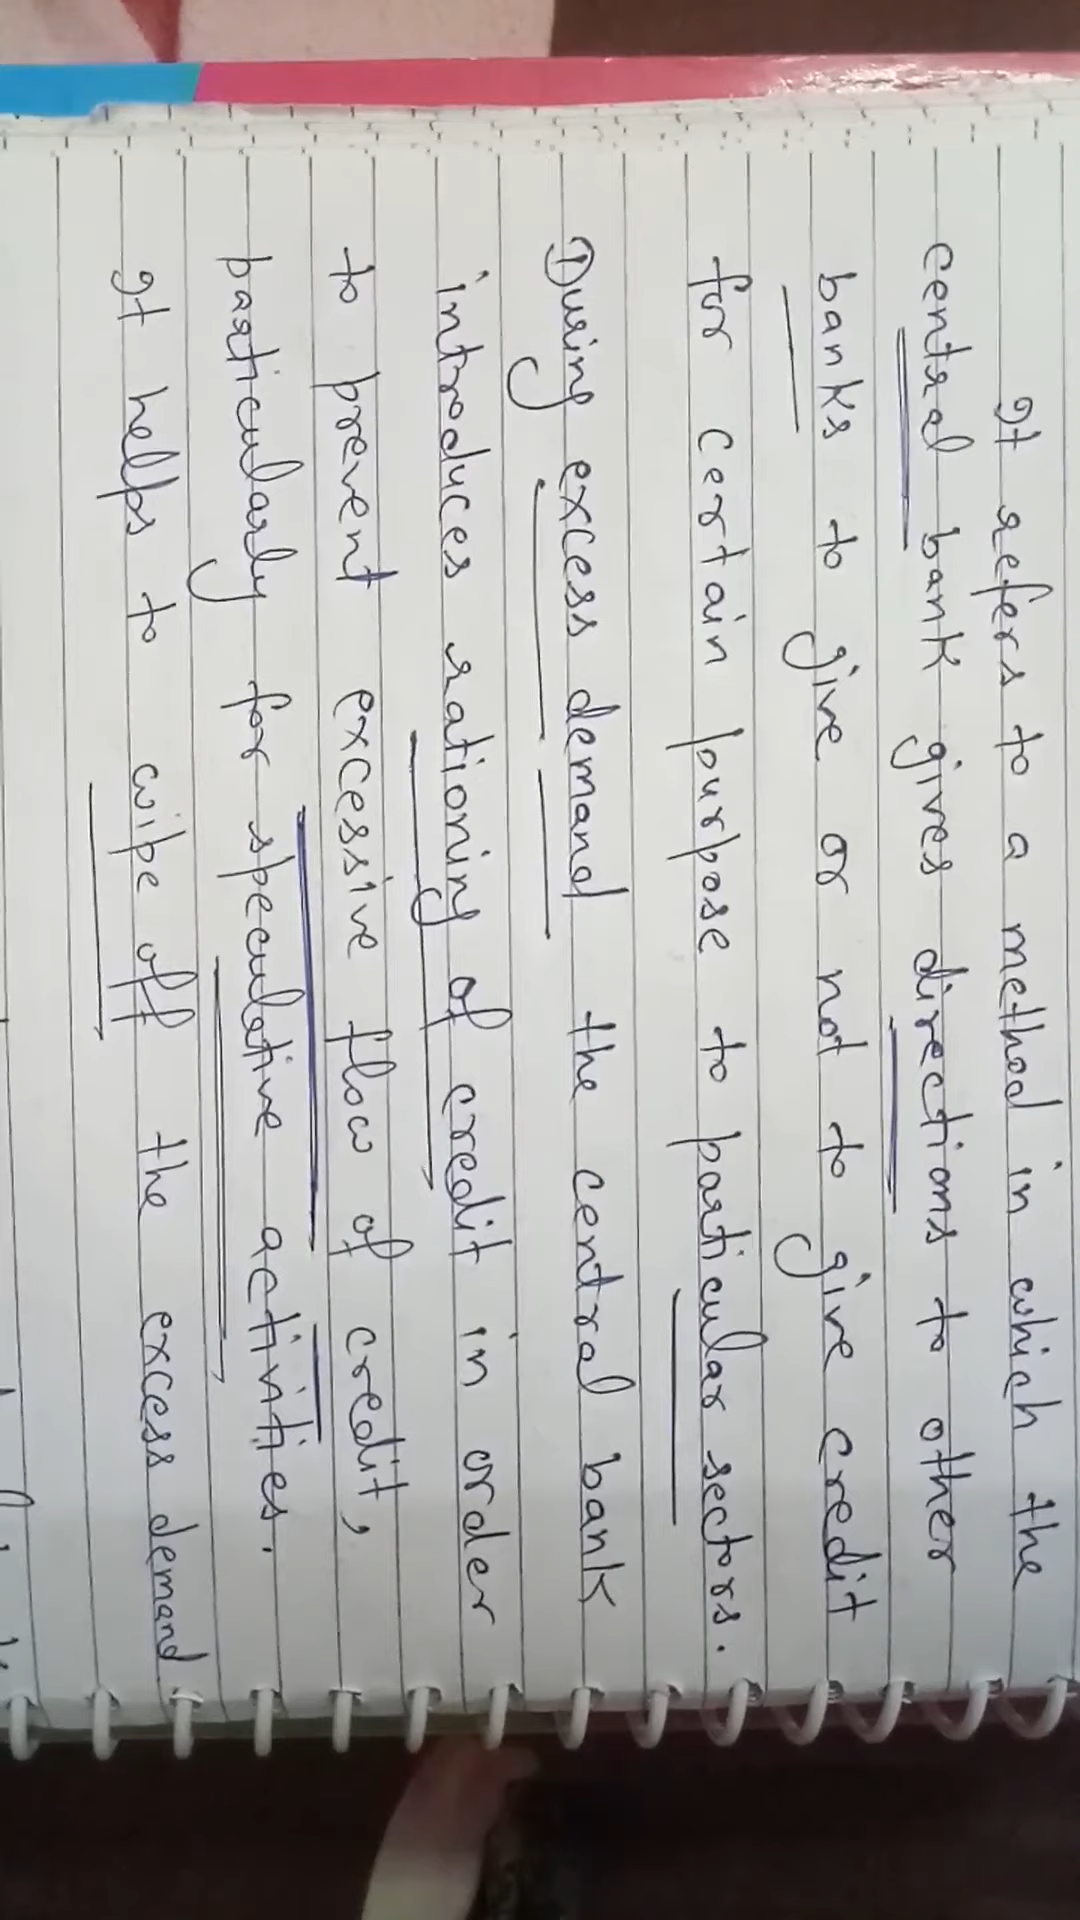 It refers to a method in which the
central bank gives directions to other
banks to give or not to give credit
for certain purpose to particular sectors.
During excess demand the central bank
introduces rationing of credit in order
to prevent excessive flow of credit,
particularly for speculative activities.
It helps to wipe off the excess demand